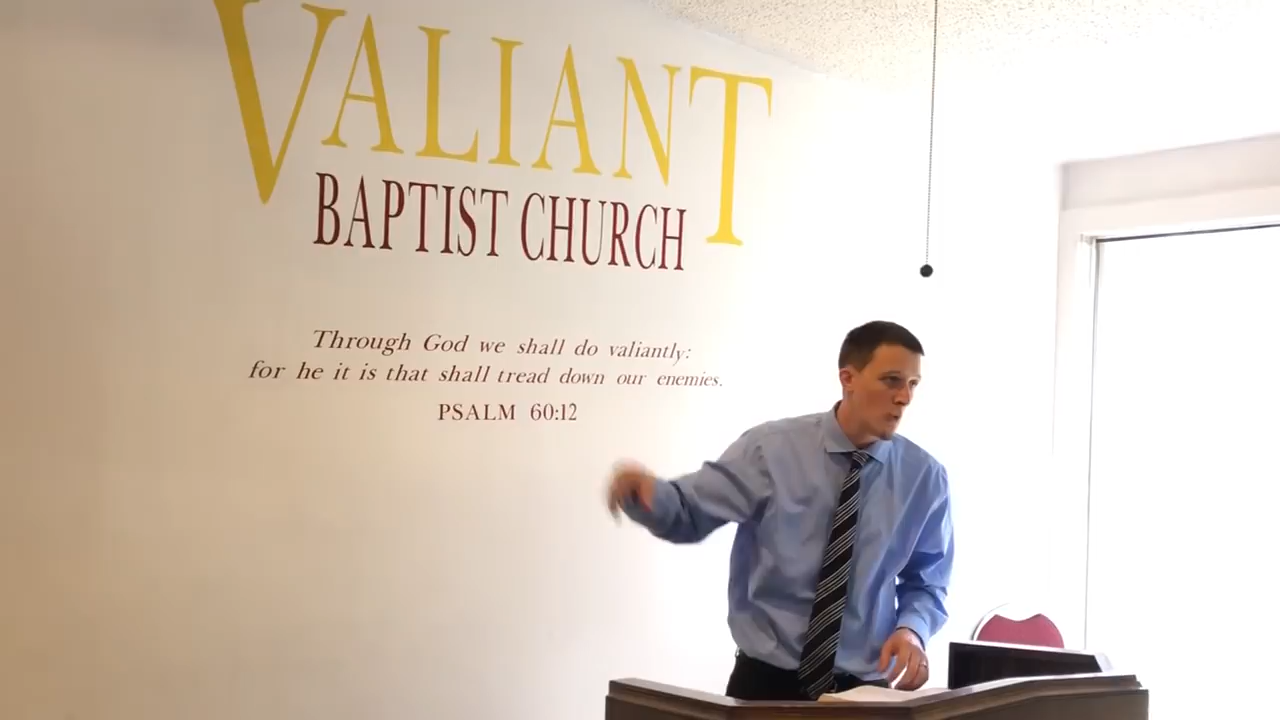 VALIANT
BAPTIST CHURCH
Through God we shall do valiantly:
for he it is that shall tread down our enemies.
PSALM 60:12